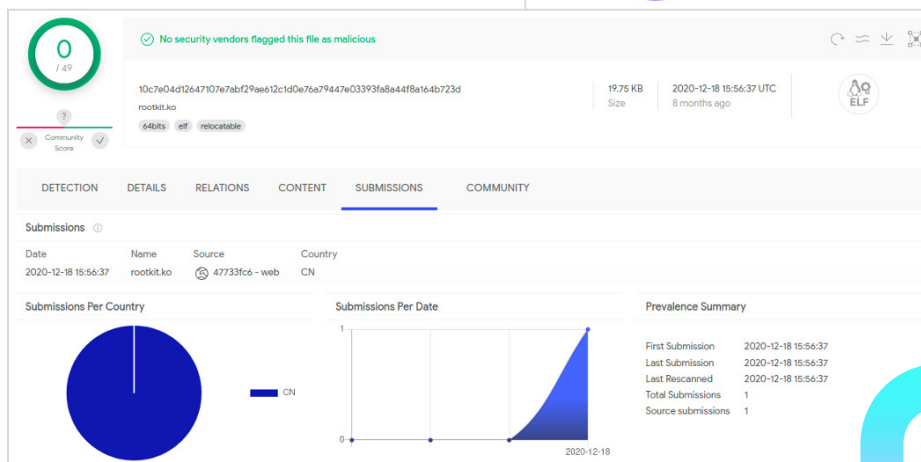 0
/ 49
No security vendors flagged this file as malicious
10c7e04d12647107e7abf29ae612c1d0e76a79447e03393fa8a44f8a164b723d
rootkit.ko
64bits elf relocatable
19.75 KB
Size
2020-12-18 15:56:37 UTC
8 months ago
ELF
?
Community
Score
DETECTION DETAILS RELATIONS CONTENT SUBMISSIONS COMMUNITY
Submissions
Date Name Source Country
2020-12-18 15:56:37 rootkit.ko 47733fc6 - web CN
Submissions Per Country
CN
Submissions Per Date
1
0
2020-12-18
Prevalence Summary
First Submission 2020-12-18 15:56:37
Last Submission 2020-12-18 15:56:37
Last Rescanned 2020-12-18 15:56:37
Total Submissions 1
Source submissions 1